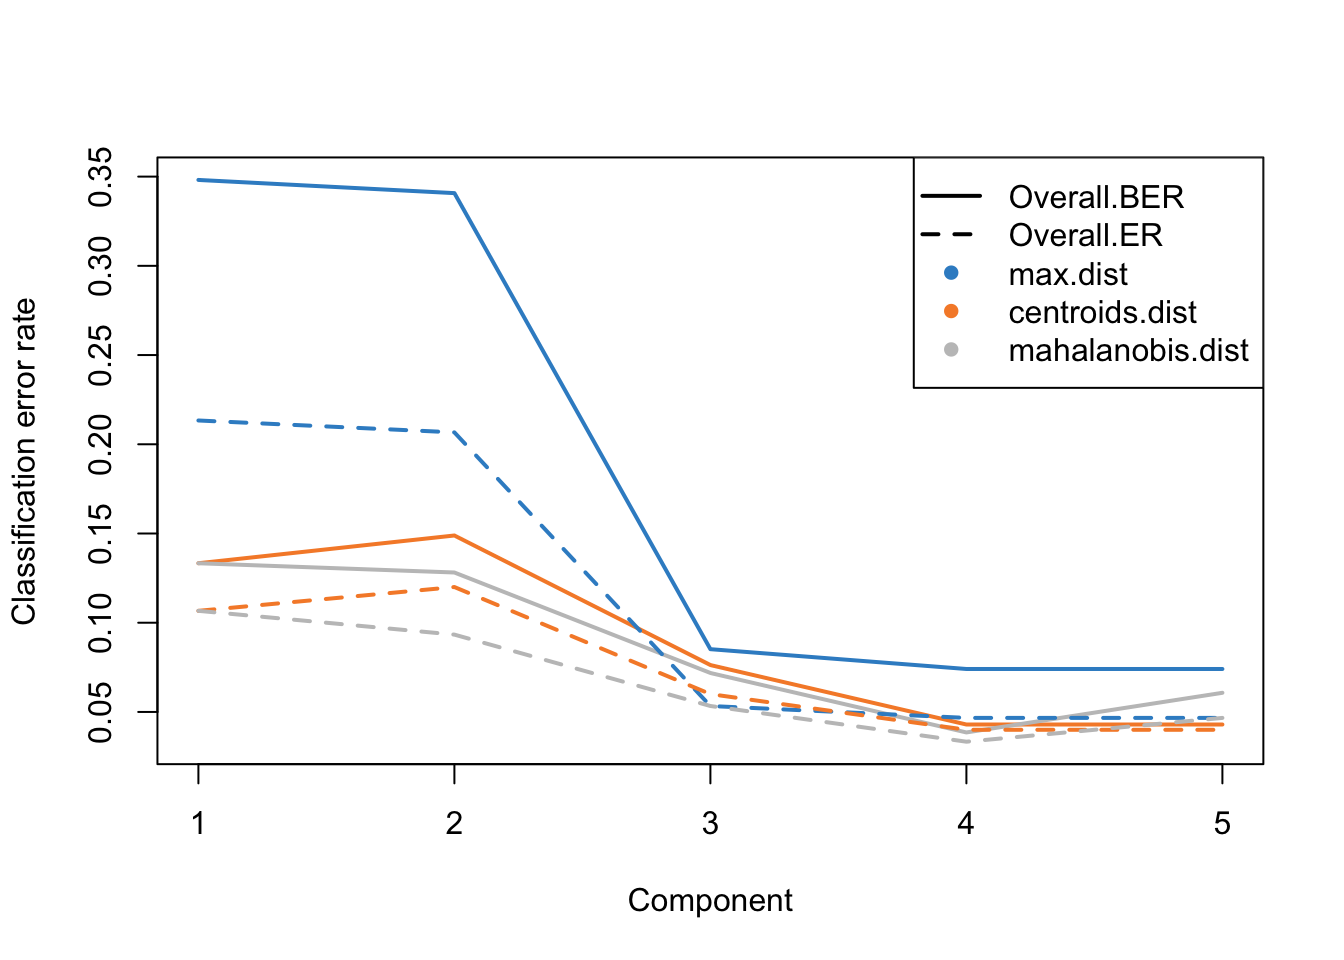 Classification error rate
0.35
0.30
0.25
0.20
0.15
0.10
0.05
Overall.BER
Overall.ER
max.dist
centroids.dist
mahalanobis.dist
1 2 3 4 5
Component